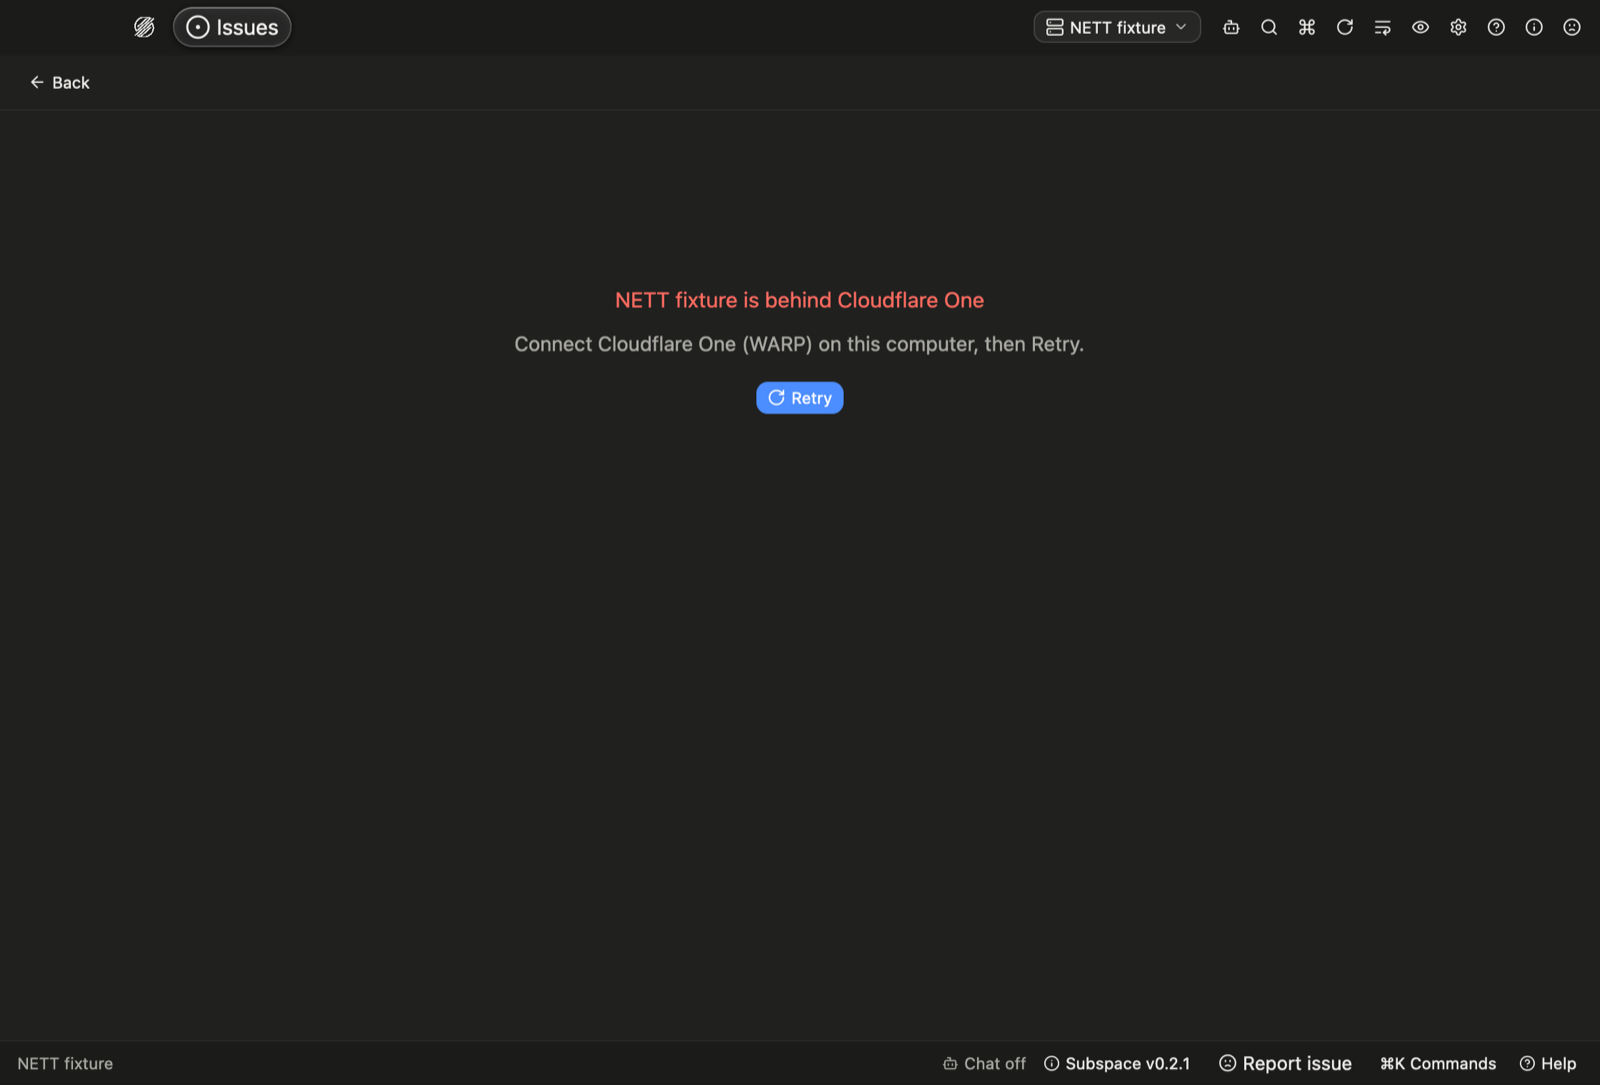 Issues
NETT fixture
Back
NETT fixture is behind Cloudflare One
Connect Cloudflare One (WARP) on this computer, then Retry.
Retry
NETT fixture
Chat off
Subspace v0.2.1
Report issue
⌘K Commands
Help